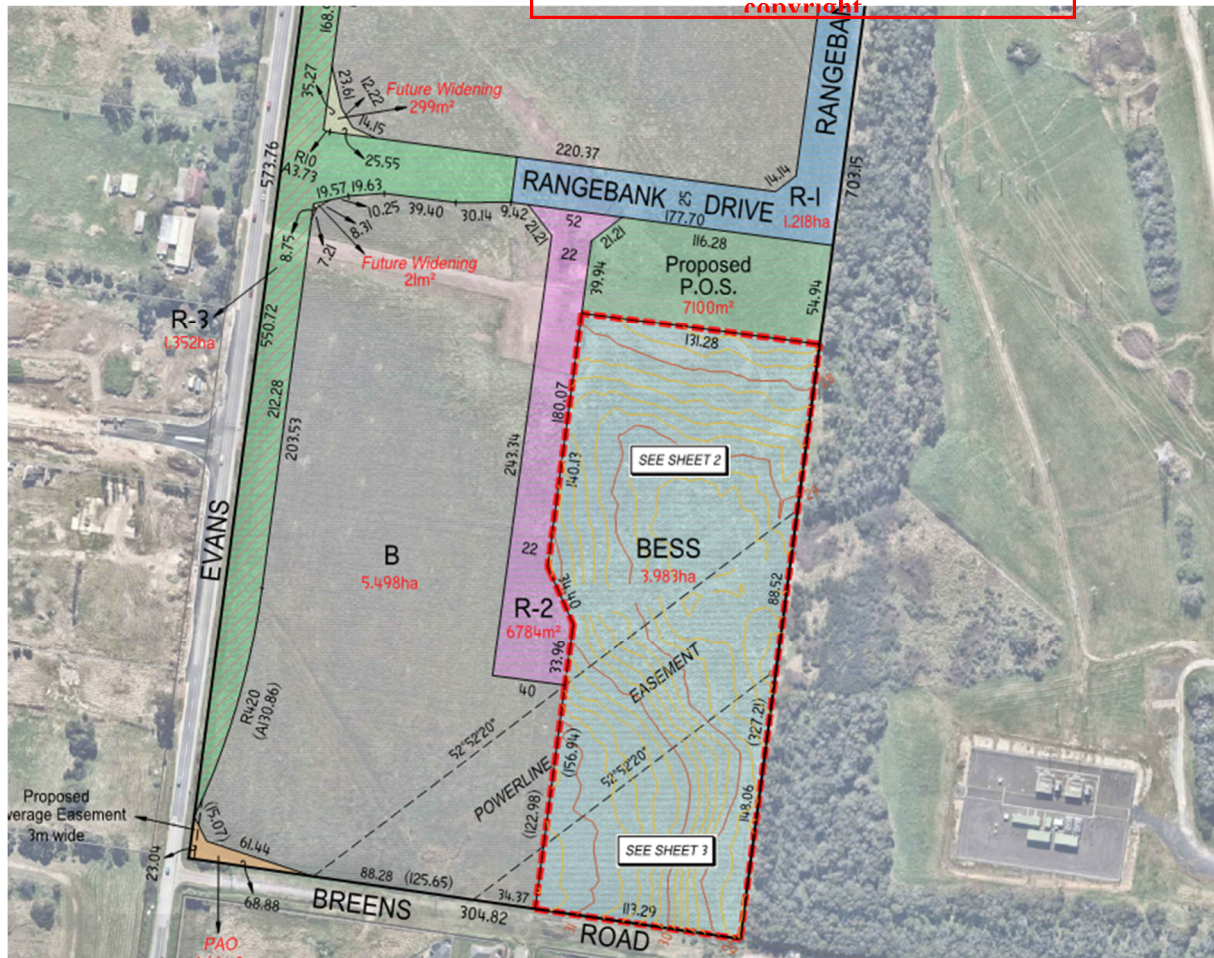 copyright
168.9
RANGEBA
35.27
23.61
12.22
14.15
Future Widening
299m²
573.76
R10
A3.73
25.55
220.37
14.14
RANGEBANK DRIVE
25
177.70
R-1
1.218ha
703.15
19.57
19.63
10.25
39.40
30.14
9.42
21.21
52
21.21
116.28
8.75
7.21
8.31
Future Widening
21m²
22
39.94
Proposed
P.O.S.
7100m²
54.94
R-3
1.352ha
550.72
131.28
212.28
203.53
180.07
243.34
140.13
SEE SHEET 2
EVANS
B
5.498ha
22
BESS
3.983ha
34.40
88.52
R-2
6784m²
33.96
40
EASEMENT
R420
(A130.86)
52°52'20"
(156.94)
52°52'20"
(327.21)
POWERLINE
(122.98)
148.06
Proposed
verage Easement
3m wide
(15.07)
61.44
23.04
SEE SHEET 3
88.28 (125.65)
34.37
68.88
BREENS
304.82
113.29
ROAD
PAO